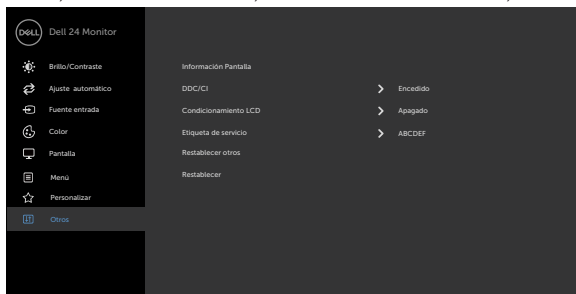 DELL Dell 24 Monitor
Brillo/Contraste Información Pantalla
Ajuste automático DDC/CI Encedido
Fuente entrada Condicionamiento LCD Apagado
Color Etiqueta de servicio ABCDEF
Pantalla Restablecer otros
Menú Restablecer
Personalizar
Otros